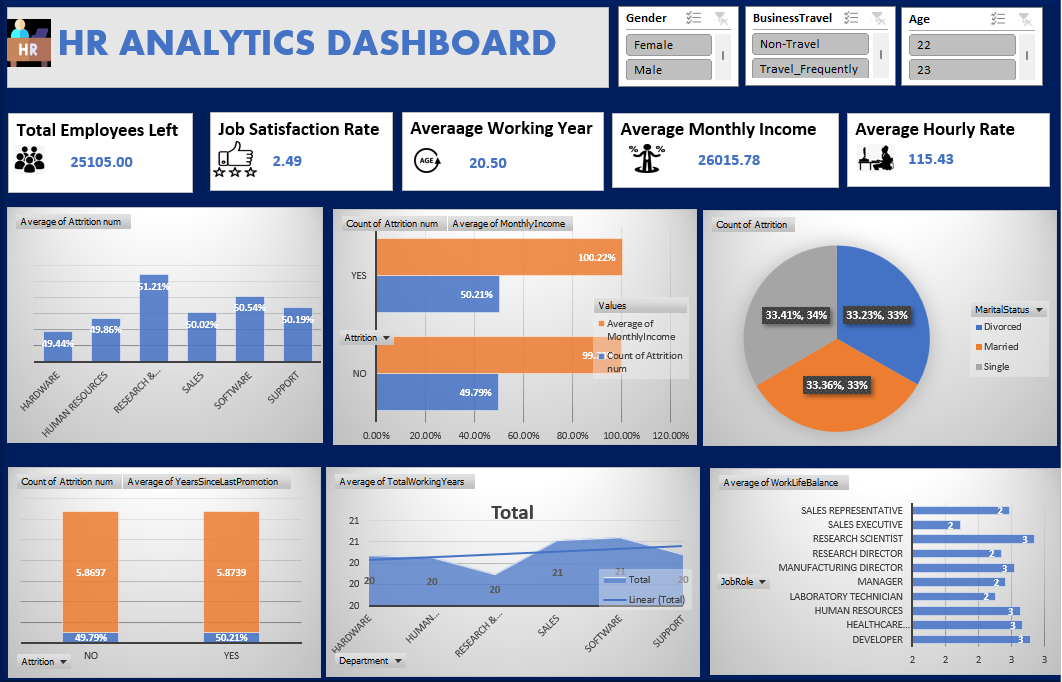 HR
HR ANALYTICS DASHBOARD
Gender
Female
Male
BusinessTravel
Non-Travel
Travel_Frequently
Age
22
23
Total Employees Left
25105.00
Job Satisfaction Rate
2.49
Averaage Working Year
AGE
20.50
Average Monthly Income
% %
26015.78
Average Hourly Rate
115.43
Average of Attrition num
49.44%
49.86%
51.21%
50.02%
50.54%
50.19%
HARDWARE
HUMAN RESOURCES
RESEARCH &...
SALES
SOFTWARE
SUPPORT
Count of Attrition num
Average of MonthlyIncome
YES
100.22%
50.21%
Attrition
NO
49.79%
Values
Average of MonthlyIncome
Count of Attrition num
0.00%
20.00%
40.00%
60.00%
80.00%
100.00%
120.00%
Count of Attrition
33.41%, 34%
33.23%, 33%
33.36%, 33%
MaritalStatus
Divorced
Married
Single
Count of Attrition num
Average of YearsSinceLastPromotion
5.8697
5.8739
49.79%
50.21%
NO
YES
Attrition
Average of TotalWorkingYears
Total
21
21
20
20
20
20
20
20
21
21
20
Total
Linear (Total)
HARDWARE
HUMAN...
RESEARCH &...
SALES
SOFTWARE
SUPPORT
Department
Average of WorkLifeBalance
JobRole
SALES REPRESENTATIVE 2
SALES EXECUTIVE 2
RESEARCH SCIENTIST 3
RESEARCH DIRECTOR 2
MANUFACTURING DIRECTOR 3
MANAGER 2
LABORATORY TECHNICIAN 2
HUMAN RESOURCES 3
HEALTHCARE... 3
DEVELOPER 3
2
2
2
3
3